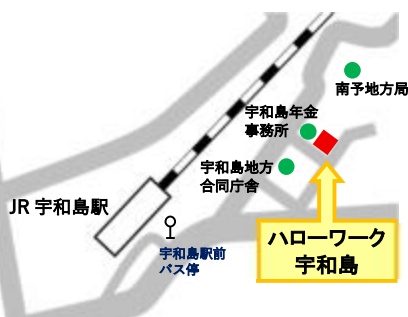 南予地方局
宇和島年金
事務所
宇和島地方
合同庁舎
JR 宇和島駅
宇和島駅前
バス停
ハローワーク
宇和島